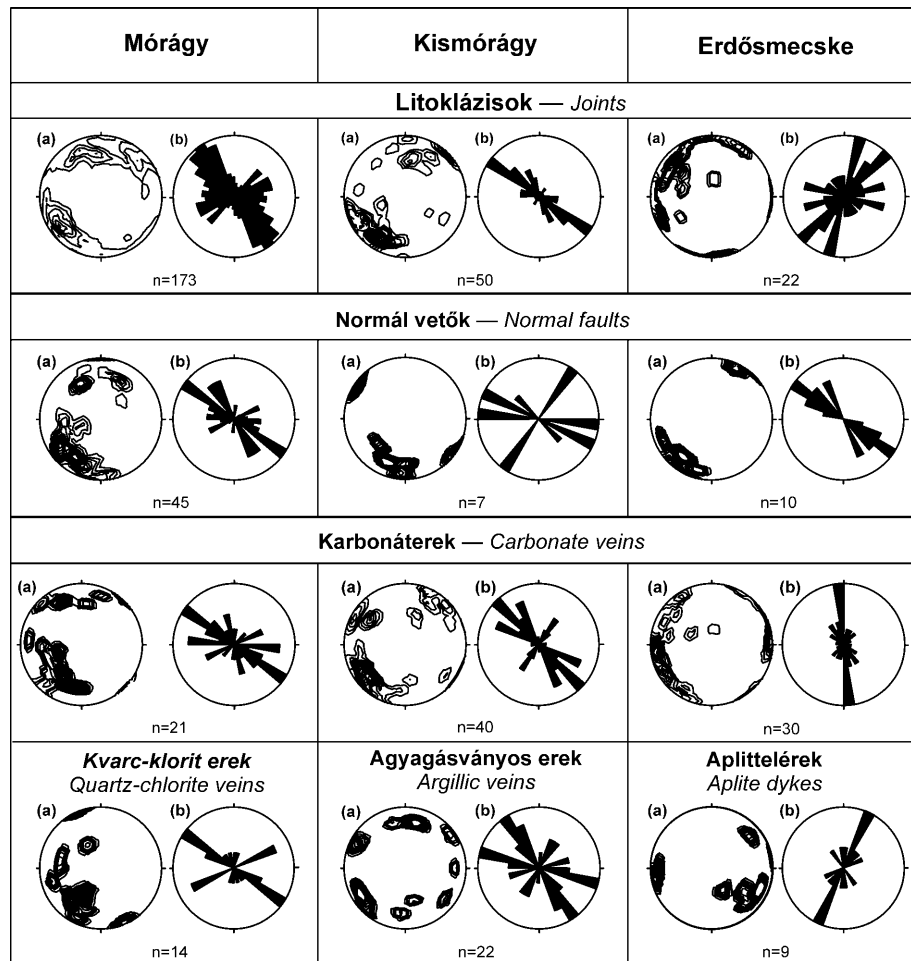 Mórágy Kismórágy Erdősmecske
Litoklázisok — Joints
(a) (b) (a) (b) (a) (b)
n=173 n=50 n=22
Normál vetők — Normal faults
(a) (b) (a) (b) (a) (b)
n=45 n=7 n=10
Karbonáterek — Carbonate veins
(a) (a) (b) (a) (b)
n=21 n=40 n=30
Kvarc-klorit erek Agyagásványos erek Aplittelérek
Quartz-chlorite veins Argillic veins Aplite dykes
(a) (b) (a) (b) (a) (b)
n=14 n=22 n=9